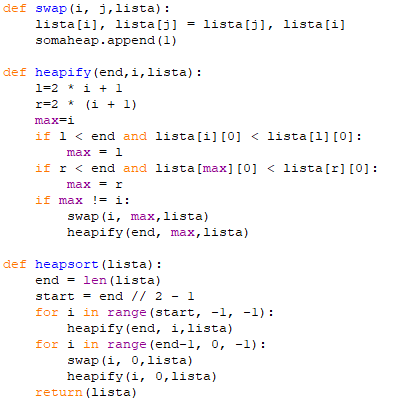 def swap(i, j,lista):
    lista[i], lista[j] = lista[j], lista[i]
    somaheap.append(1)

def heapify(end,i,lista):
    l=2 * i + 1
    r=2 * (i + 1)
    max=i
    if l < end and lista[i][0] < lista[l][0]:
        max = l
    if r < end and lista[max][0] < lista[r][0]:
        max = r
    if max != i:
        swap(i, max,lista)
        heapify(end, max,lista)

def heapsort(lista):
    end = len(lista)
    start = end // 2 - 1
    for i in range(start, -1, -1):
        heapify(end, i,lista)
    for i in range(end-1, 0, -1):
        swap(i, 0,lista)
        heapify(i, 0,lista)
    return(lista)